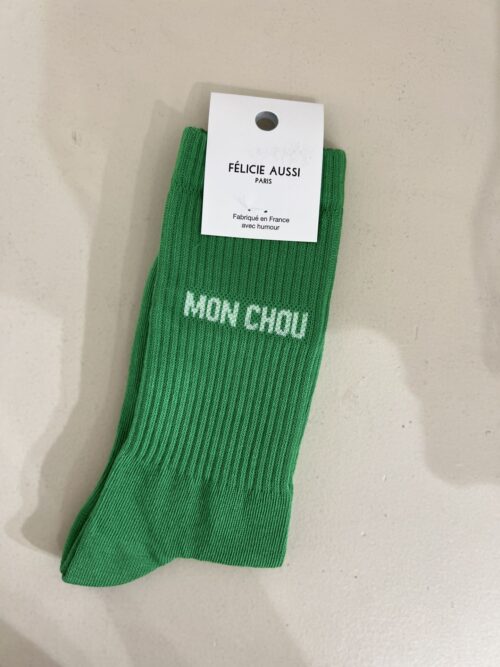 FÉLICIE AUSSI
PARIS
Fabriqué en France
avec humour
MON CHOU